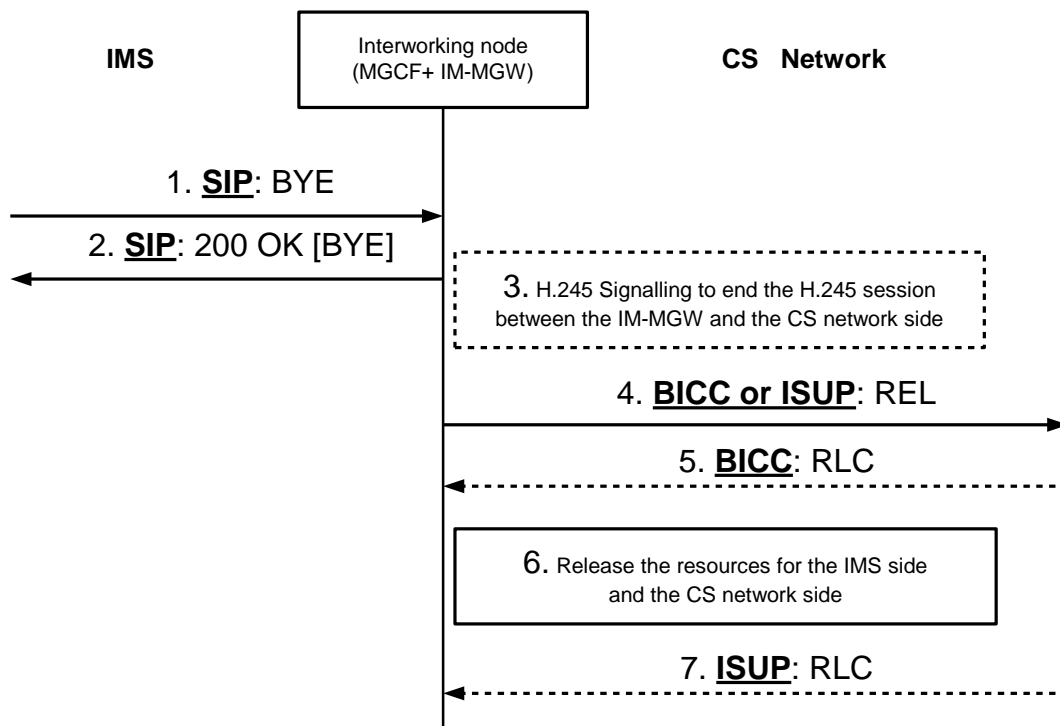 IMS
Interworking node
(MGCF+ IM-MGW)
CS Network
1. SIP: BYE
2. SIP: 200 OK [BYE]
3. H.245 Signalling to end the H.245 session
between the IM-MGW and the CS network side
4. BICC or ISUP: REL
5. BICC: RLC
6. Release the resources for the IMS side
and the CS network side
7. ISUP: RLC